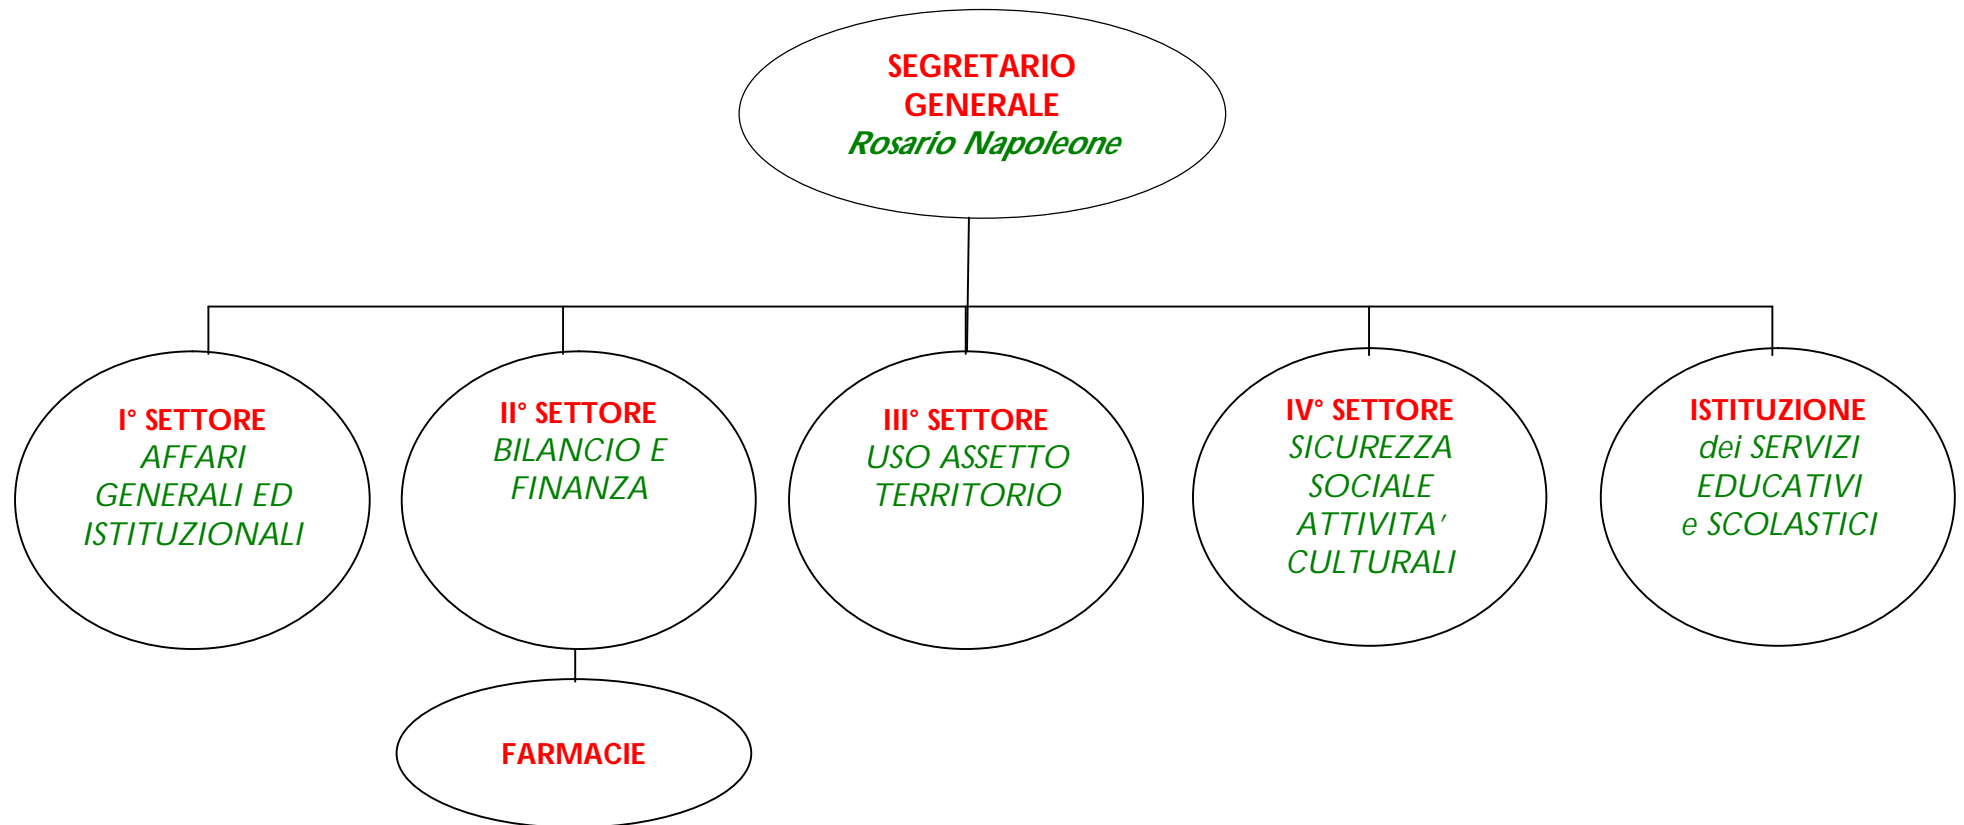 SEGRETARIO
GENERALE
Rosario Napoleone
I° SETTORE
AFFARI
GENERALI ED
ISTITUZIONALI
II° SETTORE
BILANCIO E
FINANZA
III° SETTORE
USO ASSETTO
TERRITORIO
IV° SETTORE
SICUREZZA
SOCIALE
ATTIVITA'
CULTURALI
ISTITUZIONE
dei SERVIZI
EDUCATIVI
e SCOLASTICI
FARMACIE